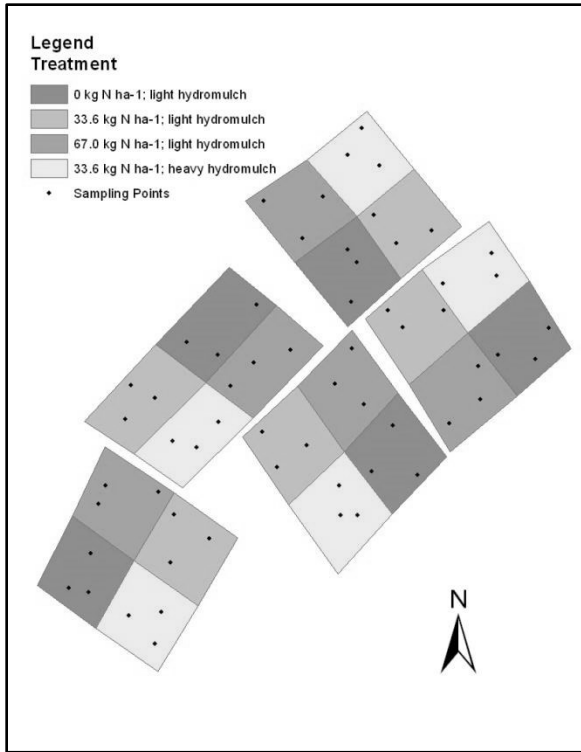 Legend
Treatment
0 kg N ha-1; light hydromulch
33.6 kg N ha-1; light hydromulch
67.0 kg N ha-1; light hydromulch
33.6 kg N ha-1; heavy hydromulch
Sampling Points
N